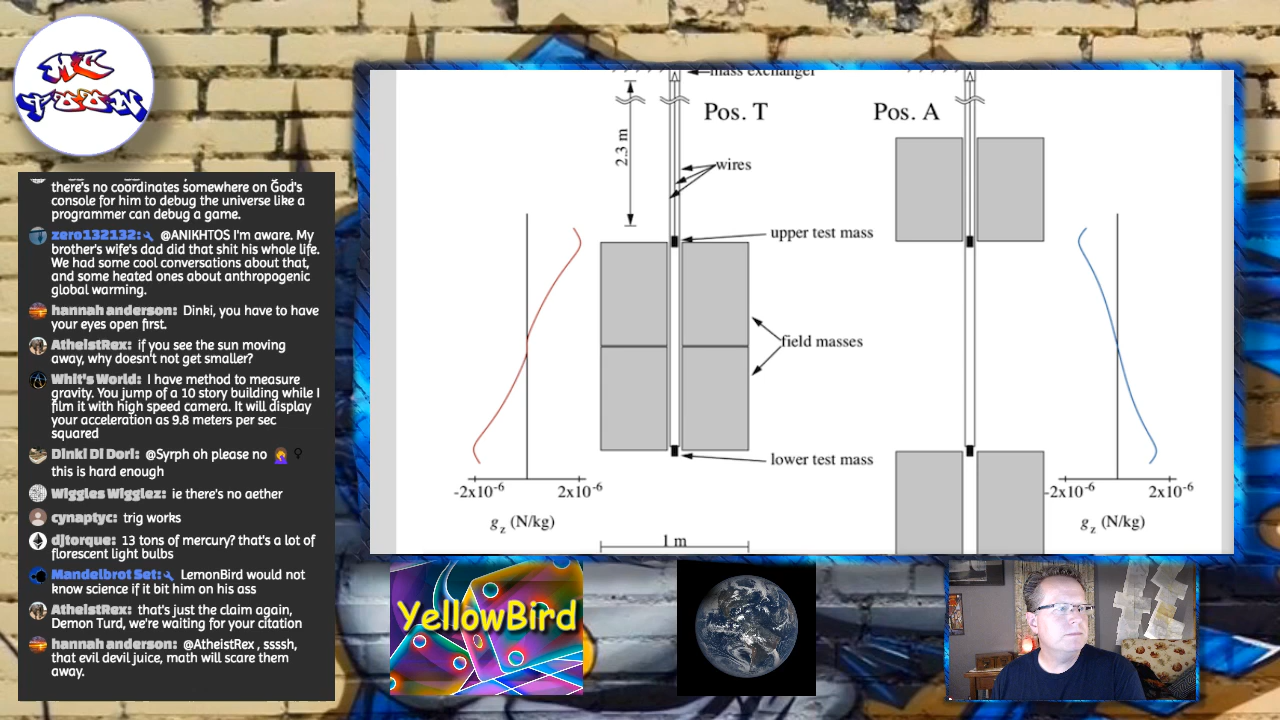 MC
TOON
there's no coordinates somewhere on God's
console for him to debug the universe like a
programmer can debug a game.
zero132132: @ANIKHTOS I'm aware. My
brother's wife's dad did that shit his whole life.
We had some cool conversations about that,
and some heated ones about anthropogenic
global warming.
hannah anderson: Dinki, you have to have
your eyes open first.
AtheistRex: if you see the sun moving
away, why doesn't not get smaller?
Whit's World: I have method to measure
gravity. You jump of a 10 story building while I
film it with high speed camera. It will display
your acceleration as 9.8 meters per sec
squared
Dinki Di Dori: @Syrph oh please no 🤦‍♀
this is hard enough
Wiggles Wigglez: ie there's no aether
cynaptyc: trig works
djtorque: 13 tons of mercury? that's a lot of
florescent light bulbs
Mandelbrot Set: LemonBird would not
know science if it bit him on his ass
AtheistRex: that's just the claim again,
Demon Turd, we're waiting for your citation
hannah anderson: @AtheistRex , ssssh,
that evil devil juice, math will scare them
away.
mass exchanger
Pos. T
Pos. A
2.3 m
wires
upper test mass
field masses
lower test mass
-2x10⁻⁶
2x10⁻⁶
g_z (N/kg)
-2x10⁻⁶
2x10⁻⁶
g_z (N/kg)
1 m
YellowBird